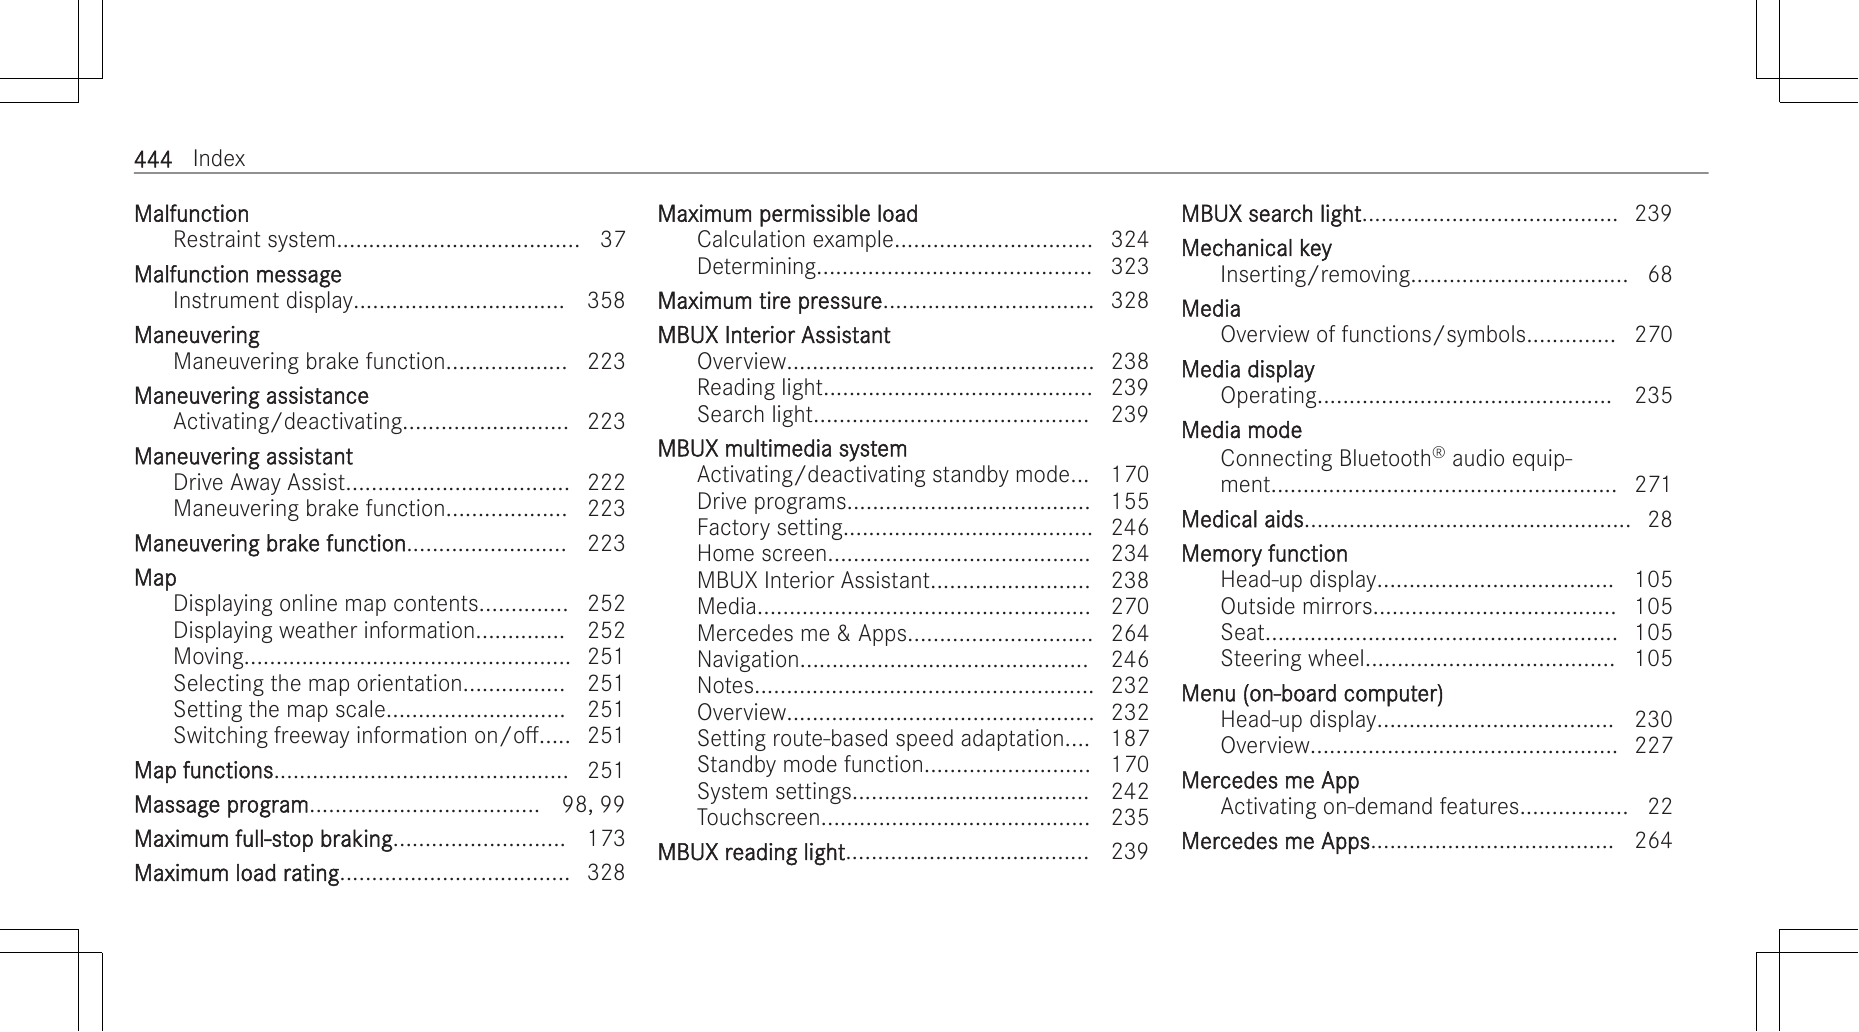 444 Index
Malfunction
Restraint system...................................... 37
Malfunction message
Instrument display................................. 358
Maneuvering
Maneuvering brake function................... 223
Maneuvering assistance
Activating/deactivating.......................... 223
Maneuvering assistant
Drive Away Assist................................... 222
Maneuvering brake function................... 223
Maneuvering brake function......................... 223
Map
Displaying online map contents.............. 252
Displaying weather information.............. 252
Moving................................................... 251
Selecting the map orientation................ 251
Setting the map scale............................ 251
Switching freeway information on/off..... 251
Map functions.............................................. 251
Massage program.................................... 98, 99
Maximum full-stop braking........................... 173
Maximum load rating.................................... 328
Maximum permissible load
Calculation example............................... 324
Determining........................................... 323
Maximum tire pressure................................. 328
MBUX Interior Assistant
Overview................................................ 238
Reading light.......................................... 239
Search light........................................... 239
MBUX multimedia system
Activating/deactivating standby mode... 170
Drive programs...................................... 155
Factory setting....................................... 246
Home screen......................................... 234
MBUX Interior Assistant......................... 238
Media.................................................... 270
Mercedes me & Apps............................. 264
Navigation............................................. 246
Notes..................................................... 232
Overview................................................ 232
Setting route-based speed adaptation.... 187
Standby mode function.......................... 170
System settings..................................... 242
Touchscreen.......................................... 235
MBUX reading light...................................... 239
MBUX search light........................................ 239
Mechanical key
Inserting/removing.................................. 68
Media
Overview of functions/symbols.............. 270
Media display
Operating.............................................. 235
Media mode
Connecting Bluetooth® audio equip-
ment...................................................... 271
Medical aids................................................... 28
Memory function
Head-up display..................................... 105
Outside mirrors...................................... 105
Seat....................................................... 105
Steering wheel....................................... 105
Menu (on-board computer)
Head-up display..................................... 230
Overview................................................ 227
Mercedes me App
Activating on-demand features................. 22
Mercedes me Apps...................................... 264